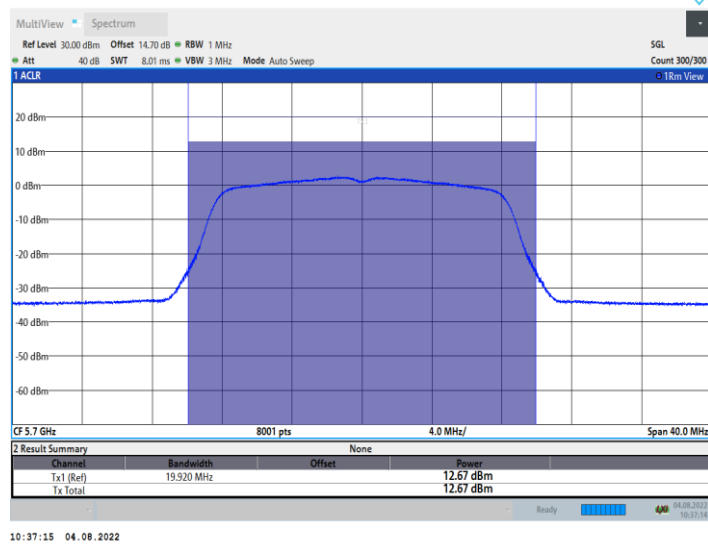 MultiView Spectrum
Ref Level 30.00 dBm Offset 14.70 dB RBW 1 MHz SGL
Att 40 dB SWT 8.01 ms VBW 3 MHz Mode Auto Sweep Count 300/300
1 ACLR 1Rm View
20 dBm
10 dBm
0 dBm
-10 dBm
-20 dBm
-30 dBm
-40 dBm
-50 dBm
-60 dBm
CF 5.7 GHz 8001 pts 4.0 MHz/ Span 40.0 MHz
2 Result Summary None
Channel Bandwidth Offset Power
Tx1 (Ref) 19.920 MHz 12.67 dBm
Tx Total 12.67 dBm
Ready 04.08.2022
10:37:14
10:37:15 04.08.2022